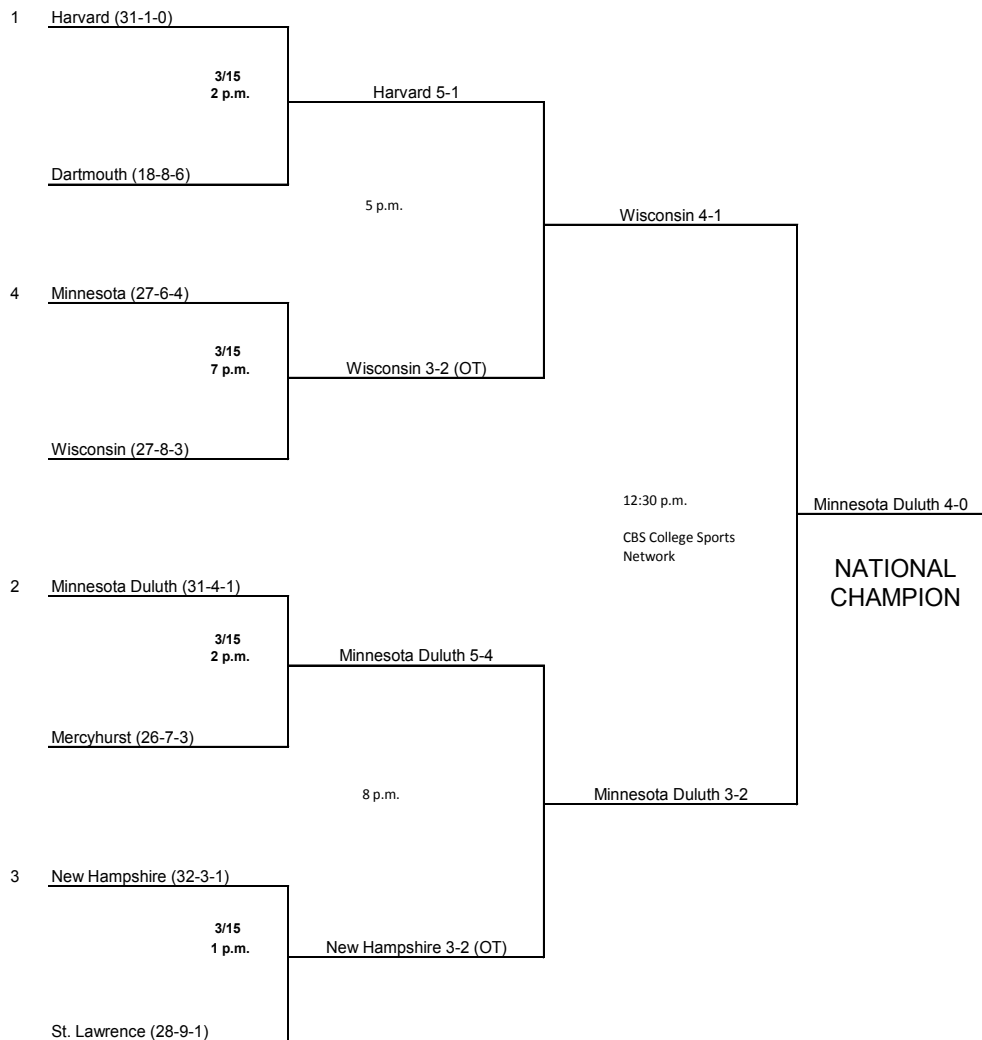 1 Harvard (31-1-0)
3/15
2 p.m.
Harvard 5-1
Dartmouth (18-8-6)
5 p.m.
Wisconsin 4-1
4 Minnesota (27-6-4)
3/15
7 p.m.
Wisconsin 3-2 (OT)
Wisconsin (27-8-3)
12:30 p.m.
CBS College Sports
Network
Minnesota Duluth 4-0
NATIONAL
CHAMPION
2 Minnesota Duluth (31-4-1)
3/15
2 p.m.
Minnesota Duluth 5-4
Mercyhurst (26-7-3)
8 p.m.
Minnesota Duluth 3-2
3 New Hampshire (32-3-1)
3/15
1 p.m.
New Hampshire 3-2 (OT)
St. Lawrence (28-9-1)